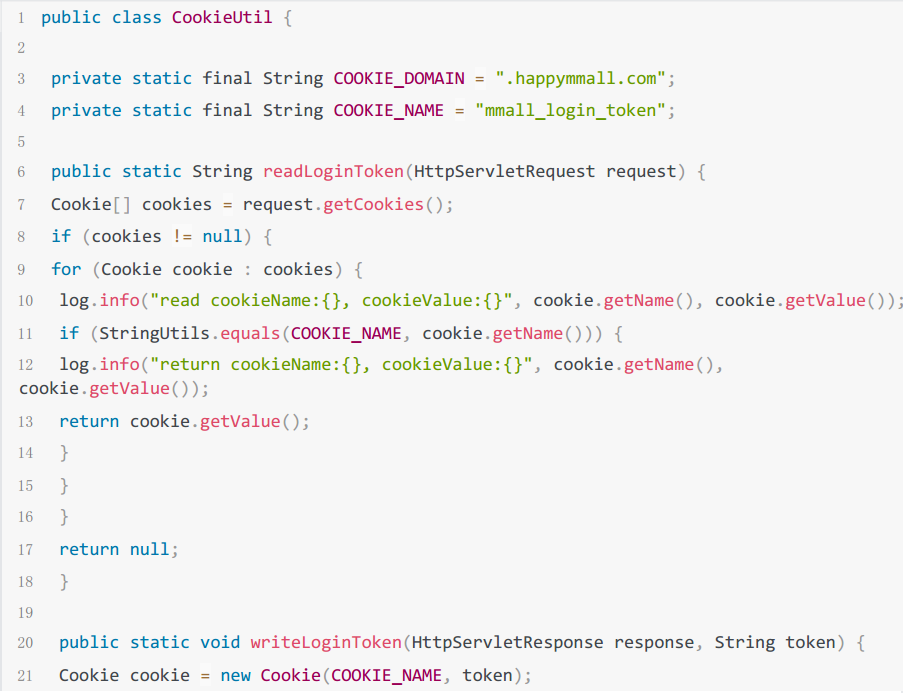 1 public class CookieUtil {
2
3 private static final String COOKIE_DOMAIN = ".happymmall.com";
4 private static final String COOKIE_NAME = "mmall_login_token";
5
6 public static String readLoginToken(HttpServletRequest request) {
7 Cookie[] cookies = request.getCookies();
8 if (cookies != null) {
9 for (Cookie cookie : cookies) {
10 log.info("read cookieName:{}, cookieValue:{}", cookie.getName(), cookie.getValue());
11 if (StringUtils.equals(COOKIE_NAME, cookie.getName())) {
12 log.info("return cookieName:{}, cookieValue:{}", cookie.getName(),
cookie.getValue());
13 return cookie.getValue();
14 }
15 }
16 }
17 return null;
18 }
19
20 public static void writeLoginToken(HttpServletResponse response, String token) {
21 Cookie cookie = new Cookie(COOKIE_NAME, token);